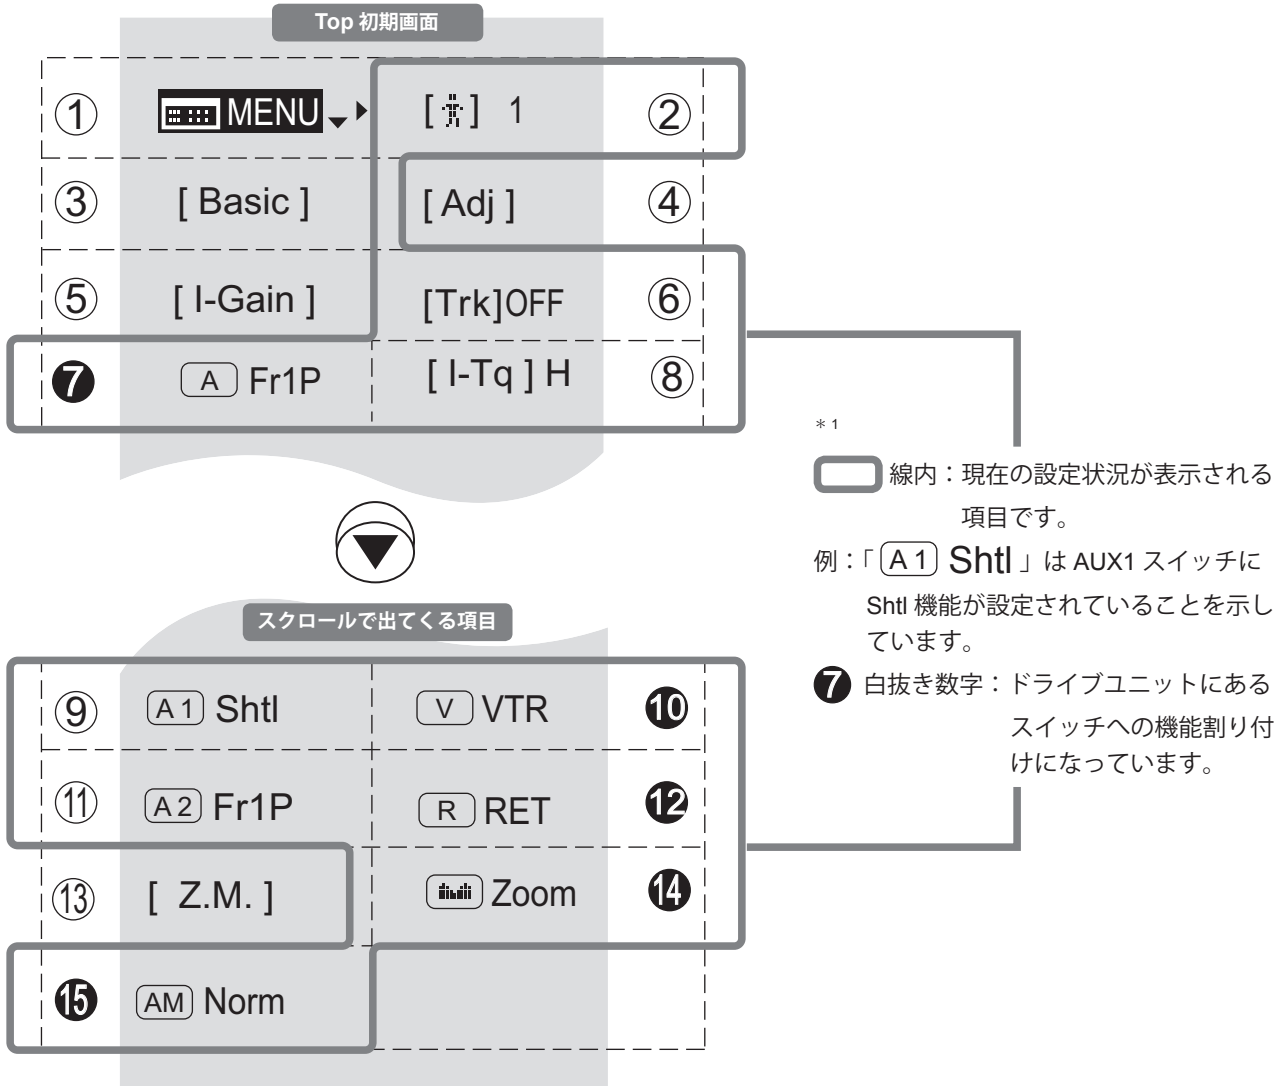 Top 初期画面
① MENU [ ] 1 ②
③ [ Basic ] [ Adj ] ④
⑤ [ I-Gain ] [Trk]OFF ⑥
❼ A Fr1P [ I-Tq ] H ⑧
＊1
線内：現在の設定状況が表示される
項目です。
例：「 A 1 Shtl 」は AUX1 スイッチに
Shtl 機能が設定されていることを示し
ています。
❼ 白抜き数字：ドライブユニットにある
スイッチへの機能割り付
けになっています。
スクロールで出てくる項目
⑨ A 1 Shtl V VTR ❿
⑪ A 2 Fr1P R RET ⓬
⑬ [ Z.M. ] Zoom ⓮
⓯ AM Norm